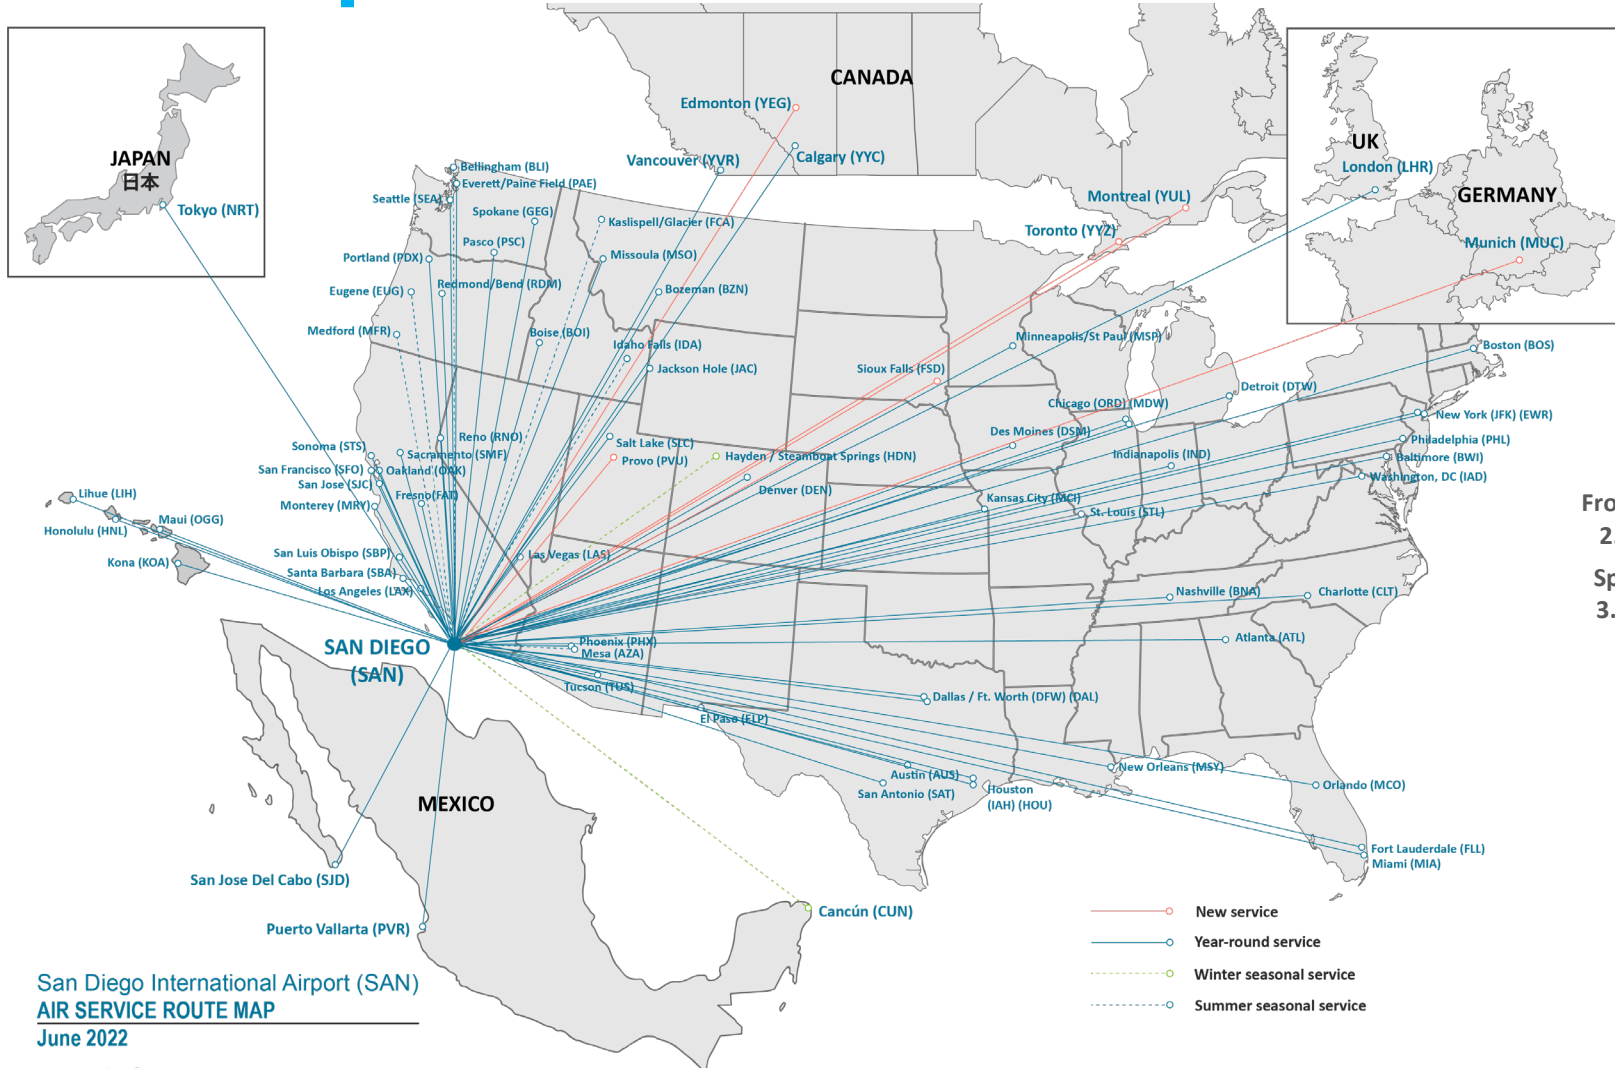 CANADA
Edmonton (YEG)
Calgary (YYC)
Vancouver (YVR)
JAPAN
日本
Tokyo (NRT)
UK
London (LHR)
GERMANY
Munich (MUC)
Montreal (YUL)
Toronto (YYZ)
Bellingham (BLI)
Everett/Paine Field (PAE)
Seattle (SEA)
Spokane (GEG)
Kaslispell/Glacier (FCA)
Pasco (PSC)
Portland (PDX)
Missoula (MSO)
Redmond/Bend (RDM)
Eugene (EUG)
Bozeman (BZN)
Medford (MFR)
Boise (BOI)
Idaho Falls (IDA)
Jackson Hole (JAC)
Minneapolis/St Paul (MSP)
Sioux Falls (FSD)
Boston (BOS)
Detroit (DTW)
Chicago (ORD) (MDW)
New York (JFK) (EWR)
Des Moines (DSM)
Philadelphia (PHL)
Indianapolis (IND)
Baltimore (BWI)
Washington, DC (IAD)
Reno (RNO)
Sonoma (STS)
Sacramento (SMF)
Salt Lake (SLC)
Provo (PVU)
Hayden / Steamboat Springs (HDN)
San Francisco (SFO)
Oakland (OAK)
San Jose (SJC)
Denver (DEN)
Fresno(FAT)
Monterey (MRY)
Kansas City (MCI)
St. Louis (STL)
Lihue (LIH)
Maui (OGG)
Honolulu (HNL)
Kona (KOA)
San Luis Obispo (SBP)
Las Vegas (LAS)
Santa Barbara (SBA)
Los Angeles (LAX)
Nashville (BNA)
Charlotte (CLT)
Fro
2.
Sp
3.
SAN DIEGO
(SAN)
Phoenix (PHX)
Mesa (AZA)
Atlanta (ATL)
Tucson (TUS)
Dallas / Ft. Worth (DFW) (DAL)
El Paso (ELP)
New Orleans (MSY)
Austin (AUS)
San Antonio (SAT)
Houston
(IAH) (HOU)
Orlando (MCO)
MEXICO
Fort Lauderdale (FLL)
Miami (MIA)
San Jose Del Cabo (SJD)
Puerto Vallarta (PVR)
Cancún (CUN)
New service
Year-round service
Winter seasonal service
Summer seasonal service
San Diego International Airport (SAN)
AIR SERVICE ROUTE MAP
June 2022